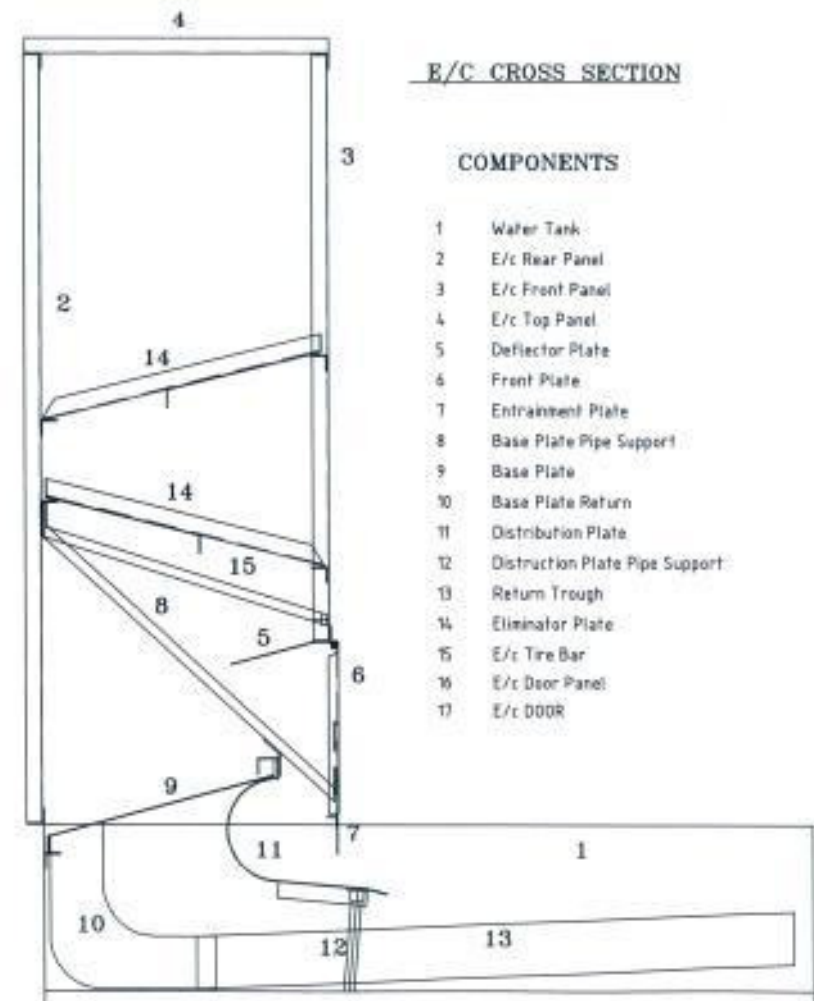 4
E/C CROSS SECTION
COMPONENTS
3
2
14
14
15
8
5
6
9
7
11
1
10
12
13
1 Water Tank
2 E/c Rear Panel
3 E/c Front Panel
4 E/c Top Panel
5 Deflector Plate
6 Front Plate
7 Entrainment Plate
8 Base Plate Pipe Support
9 Base Plate
10 Base Plate Return
11 Distribution Plate
12 Distruction Plate Pipe Support
13 Return Trough
14 Eliminator Plate
15 E/c Tire Bar
16 E/c Door Panel
17 E/c DOOR